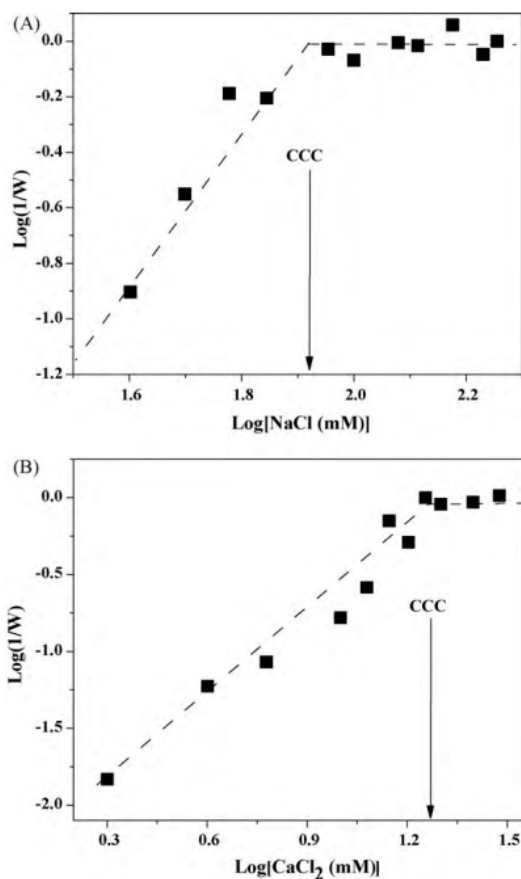 (A)
0.0
-0.2
-0.4
-0.6
-0.8
-1.0
-1.2
Log(1/W)
CCC
1.6
1.8
2.0
2.2
Log[NaCl (mM)]
(B)
0.0
-0.5
-1.0
-1.5
-2.0
Log(1/W)
CCC
0.3
0.6
0.9
1.2
1.5
Log[CaCl₂ (mM)]